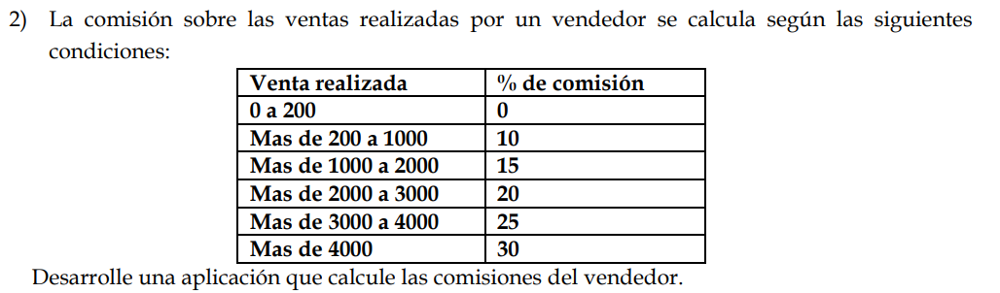 2) La comisión sobre las ventas realizadas por un vendedor se calcula según las siguientes
condiciones:
Venta realizada % de comisión
0 a 200 0
Mas de 200 a 1000 10
Mas de 1000 a 2000 15
Mas de 2000 a 3000 20
Mas de 3000 a 4000 25
Mas de 4000 30
Desarrolle una aplicación que calcule las comisiones del vendedor.